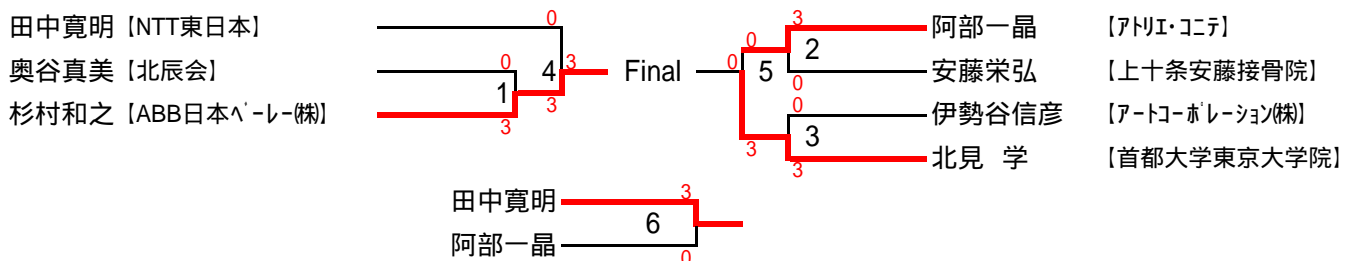 田中寛明【NTT東日本】
奥谷真美【北辰会】
杉村和之【ABB日本ﾍﾞｰﾚｰ㈱】
0
0
1
3
4
3
3
Final
0
0
5
3
3
2
0
0
3
3
阿部一晶 【ｱﾄﾘｴ･ｺﾆﾃ】
安藤栄弘 【上十条安藤接骨院】
伊勢谷信彦 【ｱｰﾄｺｰﾎﾟﾚｰｼｮﾝ㈱】
北見 学 【首都大学東京大学院】
田中寛明
阿部一晶
3
6
0